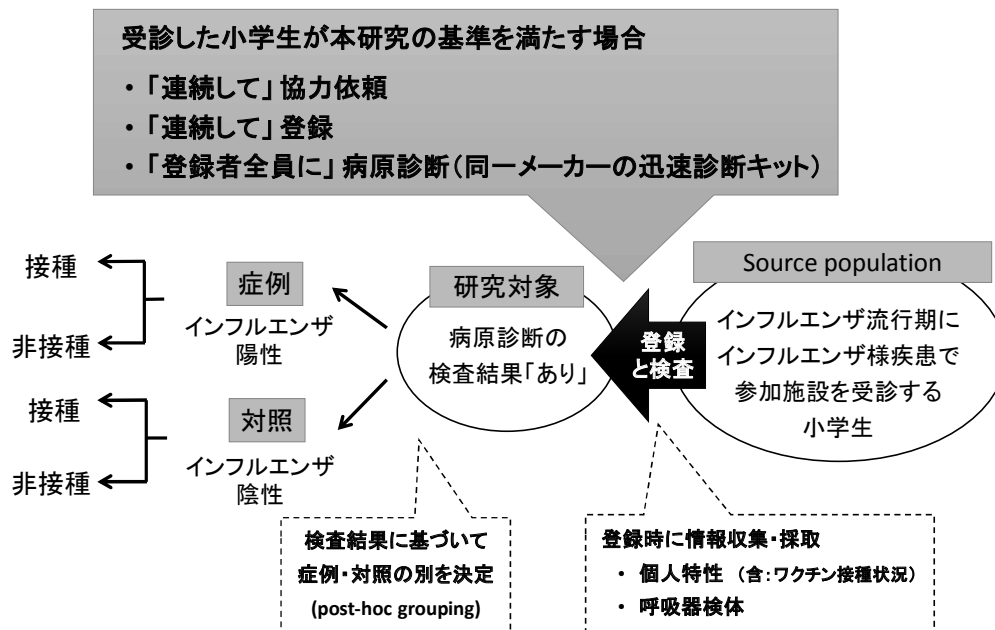 受診した小学生が本研究の基準を満たす場合
・「連続して」協力依頼
・「連続して」登録
・「登録者全員に」病原診断（同一メーカーの迅速診断キット）
接種
非接種
接種
非接種
症例
インフルエンザ
陽性
対照
インフルエンザ
陰性
研究対象
病原診断の
検査結果「あり」
登録
と検査
Source population
インフルエンザ流行期に
インフルエンザ様疾患で
参加施設を受診する
小学生
検査結果に基づいて
症例・対照の別を決定
(post-hoc grouping)
登録時に情報収集・採取
・ 個人特性 （含：ワクチン接種状況）
・ 呼吸器検体